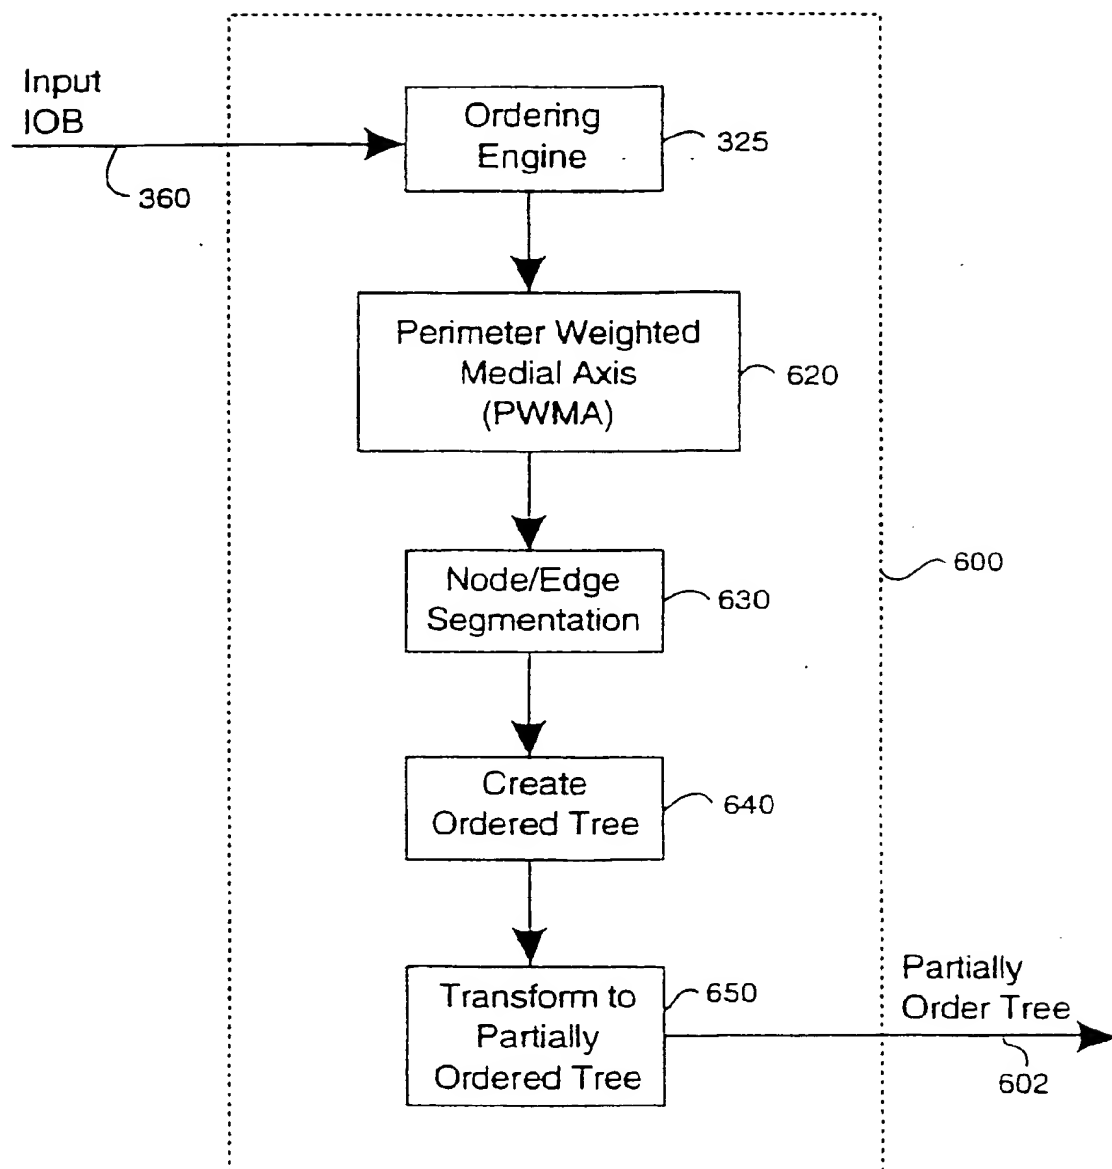 Input
IOB
360
Ordering
Engine
325
Perimeter Weighted
Medial Axis
(PWMA)
620
Node/Edge
Segmentation
630
600
Create
Ordered Tree
640
Transform to
Partially
Ordered Tree
650
Partially
Order Tree
602